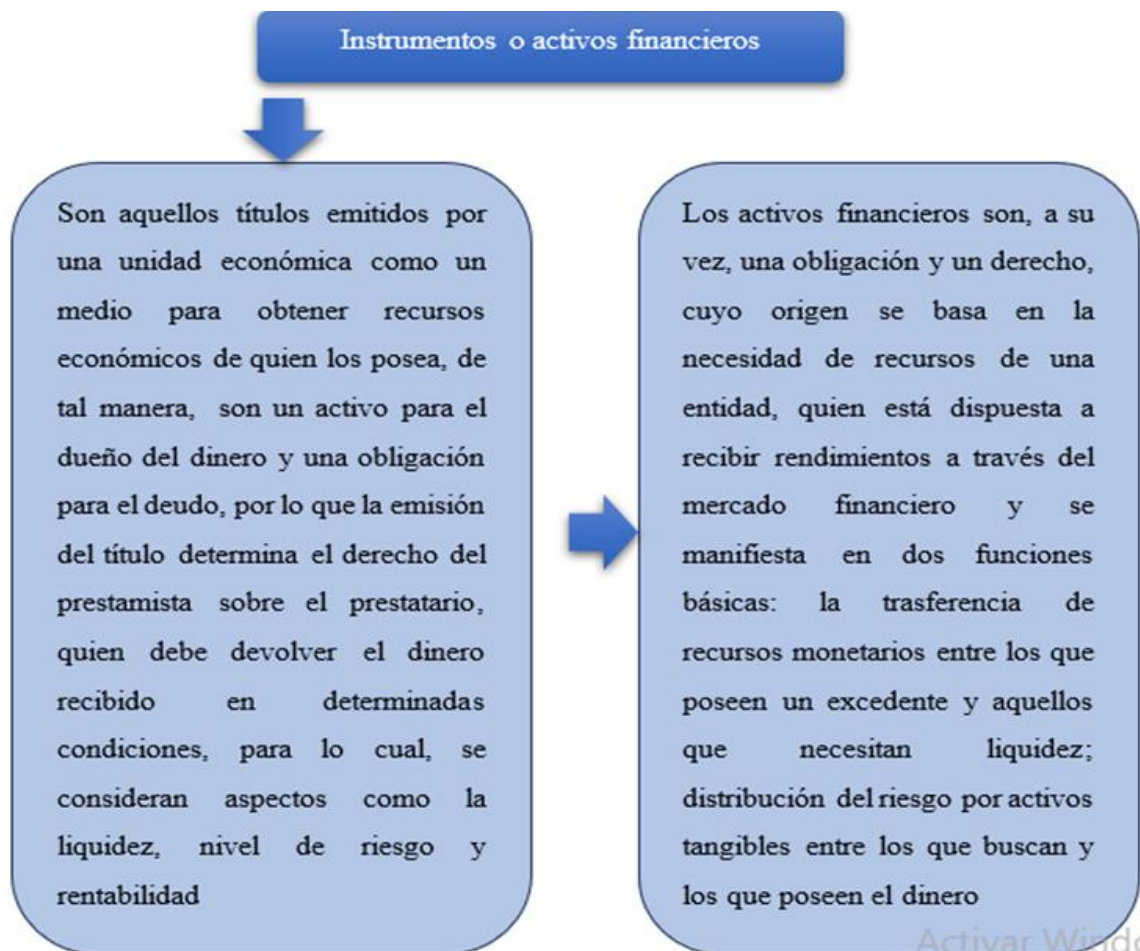 Instrumentos o activos financieros
Son aquellos títulos emitidos por
una unidad económica como un
medio para obtener recursos
económicos de quien los posea, de
tal manera, son un activo para el
dueño del dinero y una obligación
para el deudo, por lo que la emisión
del título determina el derecho del
prestamista sobre el prestatario,
quien debe devolver el dinero
recibido en determinadas
condiciones, para lo cual, se
consideran aspectos como la
liquidez, nivel de riesgo y
rentabilidad
Los activos financieros son, a su
vez, una obligación y un derecho,
cuyo origen se basa en la
necesidad de recursos de una
entidad, quien está dispuesta a
recibir rendimientos a través del
mercado financiero y se
manifiesta en dos funciones
básicas: la trasferencia de
recursos monetarios entre los que
poseen un excedente y aquellos
que necesitan liquidez;
distribución del riesgo por activos
tangibles entre los que buscan y
los que poseen el dinero
Activar